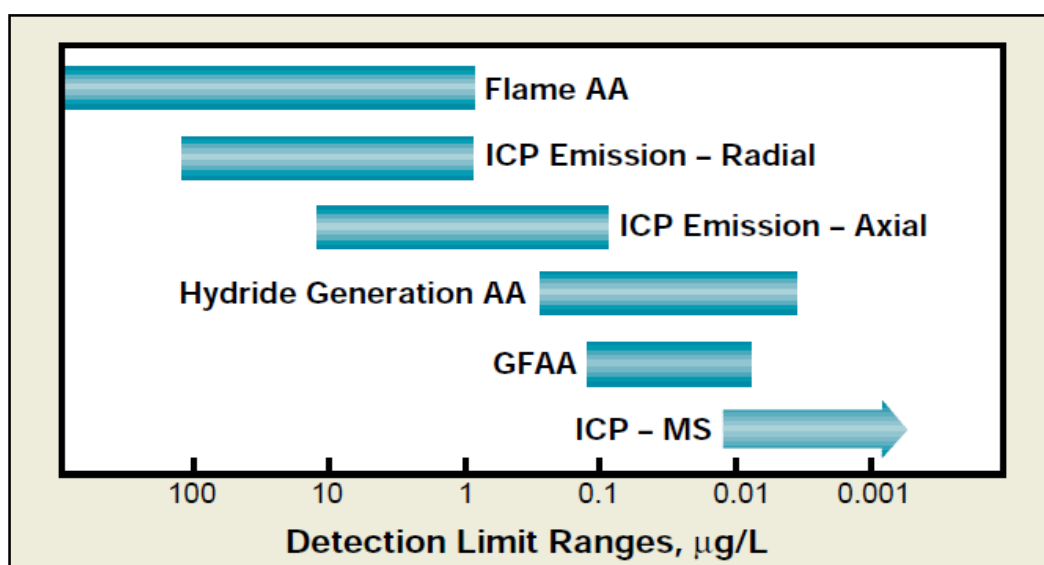 Flame AA
ICP Emission – Radial
ICP Emission – Axial
Hydride Generation AA
GFAA
ICP – MS
100 10 1 0.1 0.01 0.001
Detection Limit Ranges, μg/L